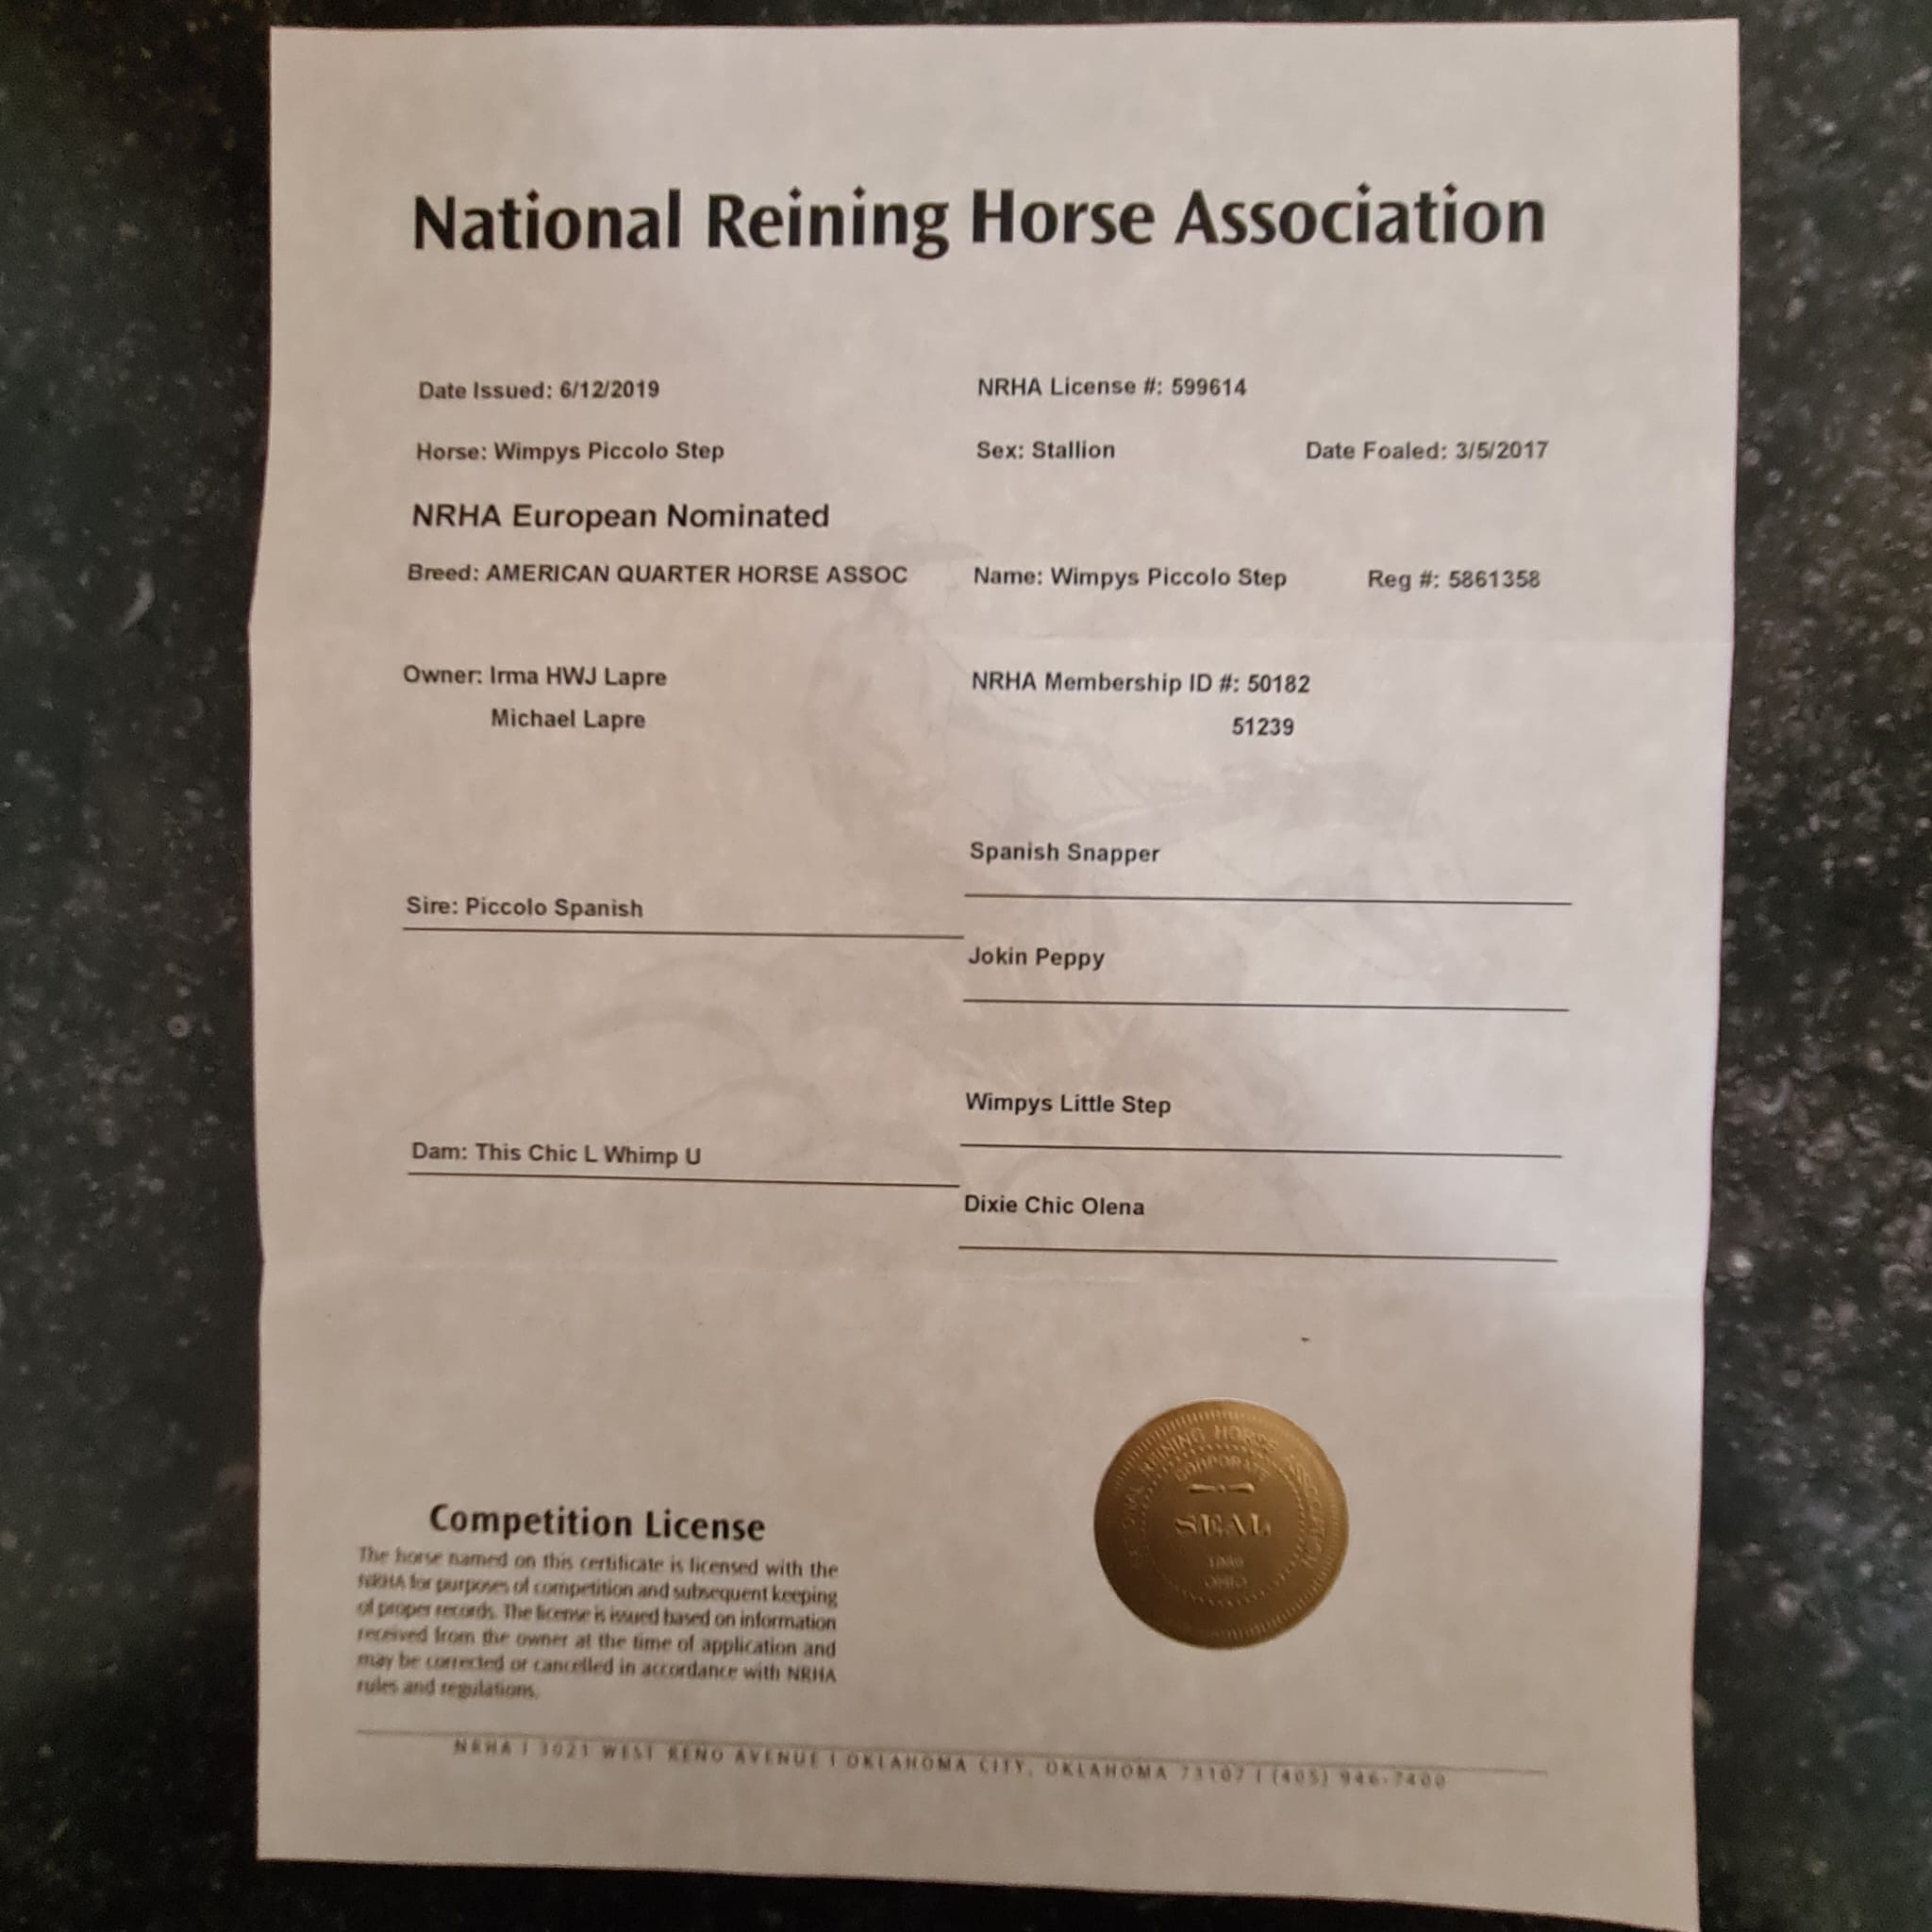 National Reining Horse Association
Date Issued: 6/12/2019 NRHA License #: 599614
Horse: Wimpys Piccolo Step Sex: Stallion Date Foaled: 3/5/2017
NRHA European Nominated
Breed: AMERICAN QUARTER HORSE ASSOC Name: Wimpys Piccolo Step Reg #: 5861358
Owner: Irma HWJ Lapre NRHA Membership ID #: 50182
Michael Lapre 51239
Spanish Snapper
Sire: Piccolo Spanish
Jokin Peppy
Wimpys Little Step
Dam: This Chic L Whimp U
Dixie Chic Olena
Competition License
The horse named on this certificate is licensed with the
NRHA for purposes of competition and subsequent keeping
of proper records. The license is issued based on information
received from the owner at the time of application and
may be corrected or cancelled in accordance with NRHA
rules and regulations.
REINING HORSE ASSOCIATION
CORPORATE
SEAL
OHIO
NRHA | 3021 WEST RENO AVENUE | OKLAHOMA CITY, OKLAHOMA 73107 | (405) 946-7400